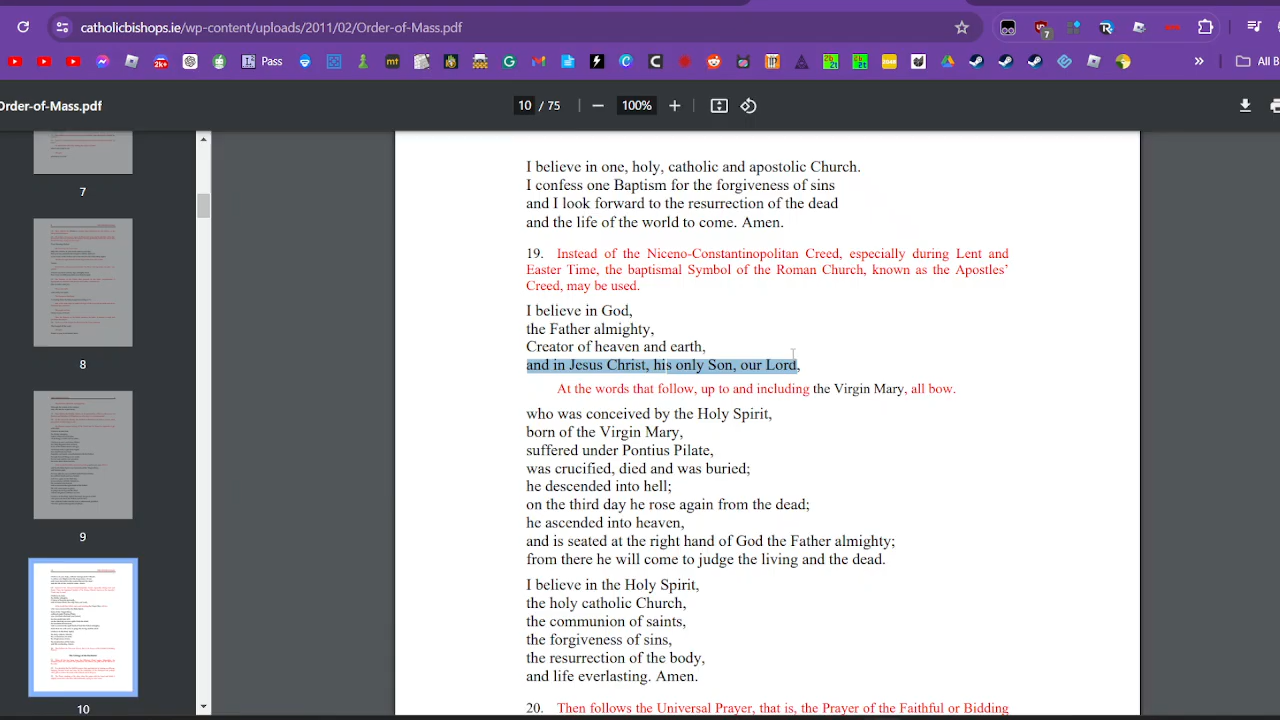 catholicbishops.ie/wp-content/uploads/2011/02/Order-of-Mass.pdf
7
2K+
Pass
All B
Order-of-Mass.pdf
10 / 75
100%
7
8
9
10
I believe in one, holy, catholic and apostolic Church.
I confess one Baptism for the forgiveness of sins
and I look forward to the resurrection of the dead
and the life of the world to come. Amen.
19. Instead of the Niceno-Constantinopolitan Creed, especially during Lent and
Easter Time, the baptismal Symbol of the Roman Church, known as the Apostles’
Creed, may be used.
I believe in God,
the Father almighty,
Creator of heaven and earth,
and in Jesus Christ, his only Son, our Lord,
At the words that follow, up to and including the Virgin Mary, all bow.
who was conceived by the Holy Spirit,
born of the Virgin Mary,
suffered under Pontius Pilate,
was crucified, died and was buried;
he descended into hell;
on the third day he rose again from the dead;
he ascended into heaven,
and is seated at the right hand of God the Father almighty;
from there he will come to judge the living and the dead.
I believe in the Holy Spirit,
the holy catholic Church,
the communion of saints,
the forgiveness of sins,
the resurrection of the body,
and life everlasting. Amen.
20. Then follows the Universal Prayer, that is, the Prayer of the Faithful or Bidding